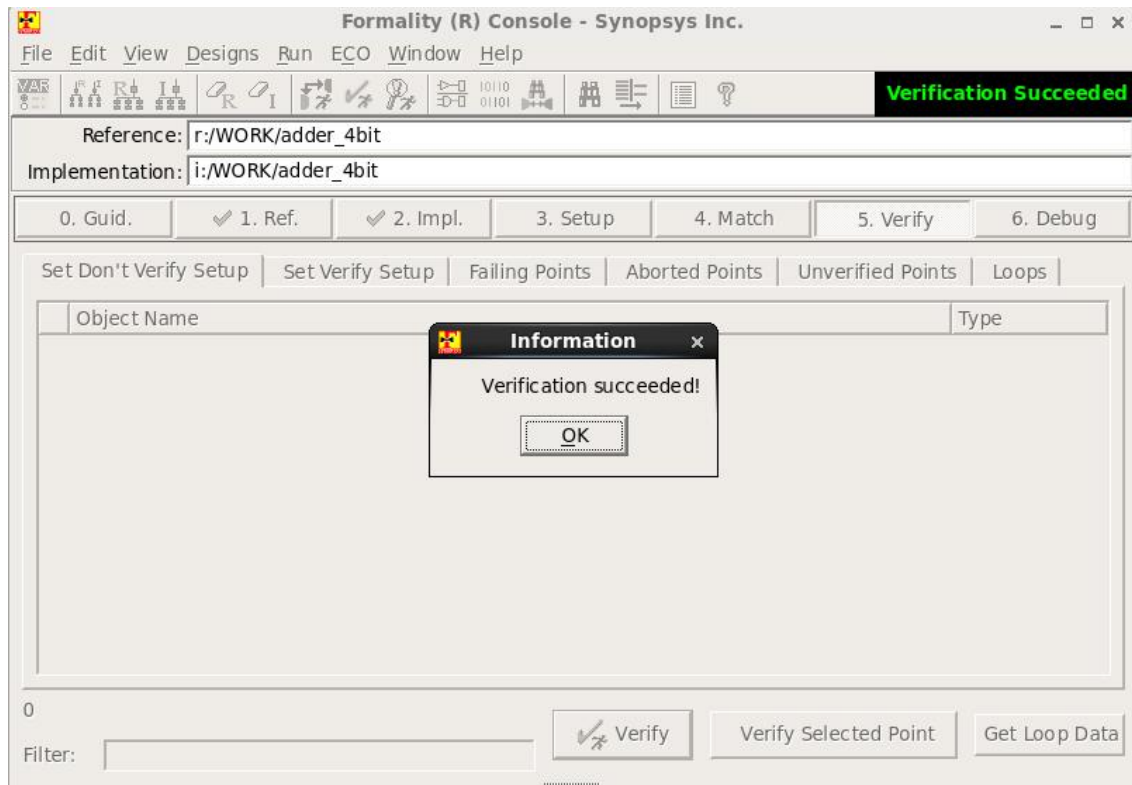 Formality (R) Console - Synopsys Inc.
File Edit View Designs Run ECO Window Help
Verification Succeeded
Reference: r:/WORK/adder_4bit
Implementation: i:/WORK/adder_4bit
0. Guid. 1. Ref. 2. Impl. 3. Setup 4. Match 5. Verify 6. Debug
Set Don't Verify Setup Set Verify Setup Failing Points Aborted Points Unverified Points Loops
Object Name Type
Information
Verification succeeded!
OK
0
Verify Verify Selected Point Get Loop Data
Filter: